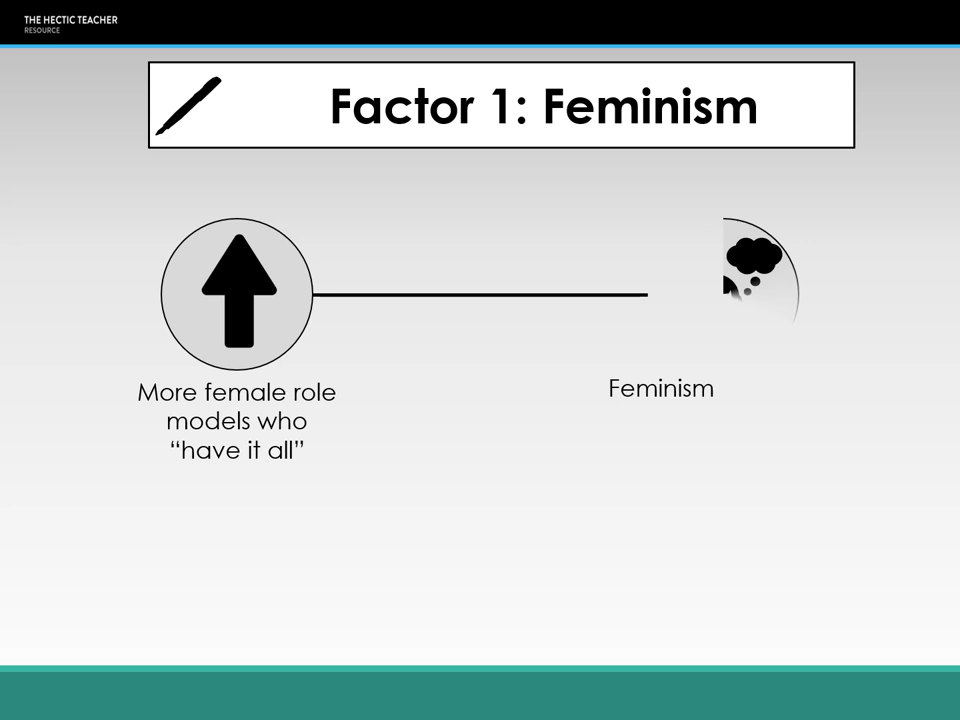 THE HECTIC TEACHER
RESOURCE
Factor 1: Feminism
More female role
models who
“have it all”
Feminism